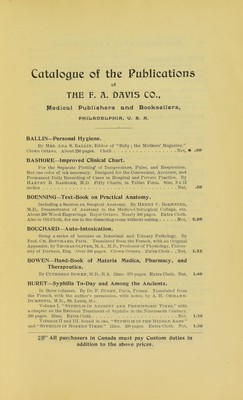 Catalogue of the Publications
OF
THE F. A. DAVIS CO.,
Medical Publishers and Booksellers,
PHILADELPHIA, U. S. A.
BALLIN—Personal Hygiene.
By MRS. ADA S. BALLIN, Editor of "Baby; the Mothers' Magazine."
Crown Octavo. About 250 pages. Cloth . . . . . . . . . . . Net, $
BASHORE—Improved Clinical Chart.
For the Separate Plotting of Temperature, Pulse, and Respiration.
But one color of ink necessary. Designed for the Convenient, Accurate, and
Permanent Daily Recording of Cases in Hospital and Private Practice. By
HARVEY B. BASHORE, M.D. Fifty Charts, in Tablet Form. Size, 8 x 12
inches . . . . . . . . . . . . . . . . . . . . . . . . Net, .50
BOENNING—Text-Book on Practical Anatomy.
Including a Section on Surgical Anatomy. By HENRY C. BOENNING,
M.D., Demonstrator of Anatomy in the Medico-Chirurgical College, etc.
About 200 Wood Engravings. Royal Octavo. Nearly 500 pages. Extra Cloth.
Also in Oil-Cloth, for use in the dissecting-room without soiling . . . Net, 2.50
BOUCHARD—Auto-Intoxication.
Being a series of lectures on Intestinal and Urinary Pathology. By
Prof. CH. BOUCHARD, Paris. Translated from the French, with an Original
Appendix, by THOMAS OLIVER, M.A., M.D., Professor of Physiology, University
of Durham, Eng. Over 300 pages. Crown Octavo. Extra Cloth . . Net, 1.75
BOWEN—Hand-Book of Materia Medica, Pharmacy, and
Therapeutics.
By CUTHBERT BOWEN, M.D., B.A. 12mo. 370 pages. Extra Cloth. Net, 1.40
BURET—Syphilis To-Day and Among the Ancients.
In three volumes. By DR. F. BURET, Paris, France. Translated from
the French, with the author's permission, with notes, by A. H. OHMANN-
DUMESNIL, M.D., St. Louis, Mo.
Volume I, "SYPHILIS IN ANCIENT AND PREHISTORIC TIMES," with
a chapter on the Rational Treatment of Syphilis in the Nineteenth Century.
230 pages. 12mo. Extra Cloth . . . . . . . . . . . . . Net, 1.25
Volumes II and III, bound in one, "SYPHILIS IN THE MIDDLE AGES"
and "SYPHILIS IN MODERN TIMES." 12mo. 300 pages. Extra Cloth. Net, 1.50
All purchasers in Canada must pay Custom duties in
addition to the above prices.